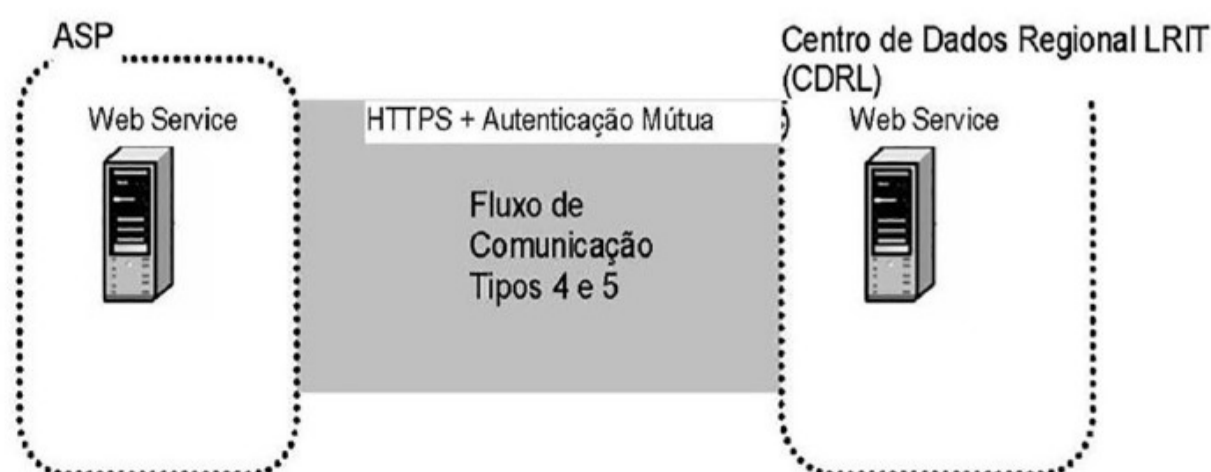 ASP
Centro de Dados Regional LRIT
(CDRL)
Web Service
HTTPS + Autenticação Mútua
Web Service
Fluxo de
Comunicação
Tipos 4 e 5